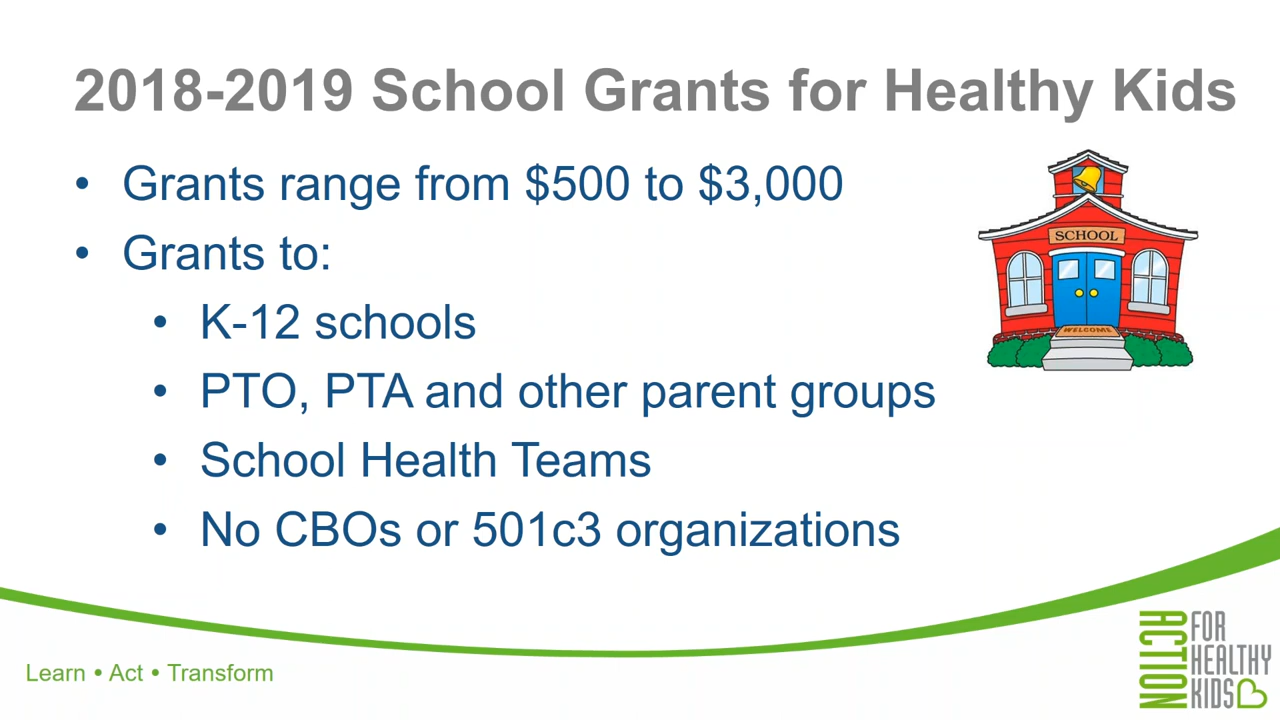 2018-2019 School Grants for Healthy Kids
• Grants range from $500 to $3,000
• Grants to:
• K-12 schools
• PTO, PTA and other parent groups
• School Health Teams
• No CBOs or 501c3 organizations
SCHOOL
WELCOME
Learn • Act • Transform
ACTION
FOR
HEALTHY
KIDS